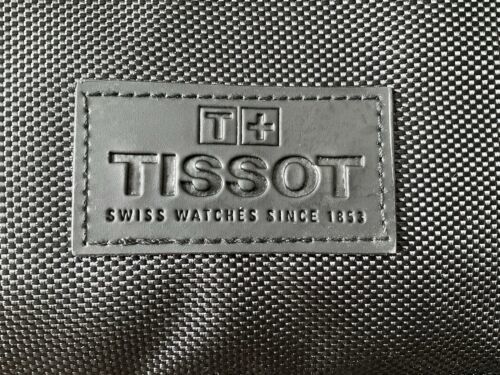 T+
TISSOT
SWISS WATCHES SINCE 1853